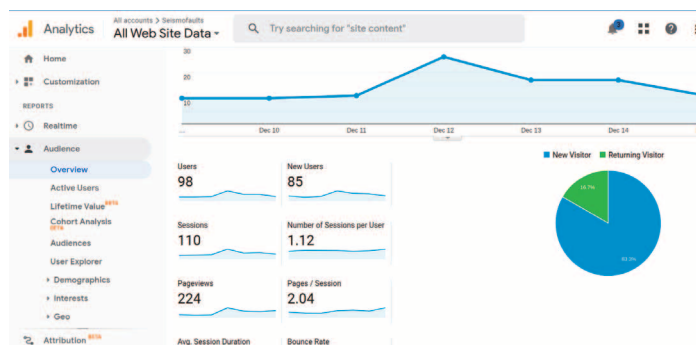 Analytics
All accounts > Seismofaults
All Web Site Data
Try searching for "site content"
2
Home
Customization
REPORTS
Realtime
Audience
Overview
Active Users
Lifetime Value BETA
Cohort Analysis
BETA
Audiences
User Explorer
Demographics
Interests
Geo
Attribution BETA
30
20
10
...
Dec 10
Dec 11
Dec 12
Dec 13
Dec 14
New Visitor
Returning Visitor
Users
98
New Users
85
Sessions
110
Number of Sessions per User
1.12
Pageviews
224
Pages / Session
2.04
Avg. Session Duration
Bounce Rate
16.7%
83.3%